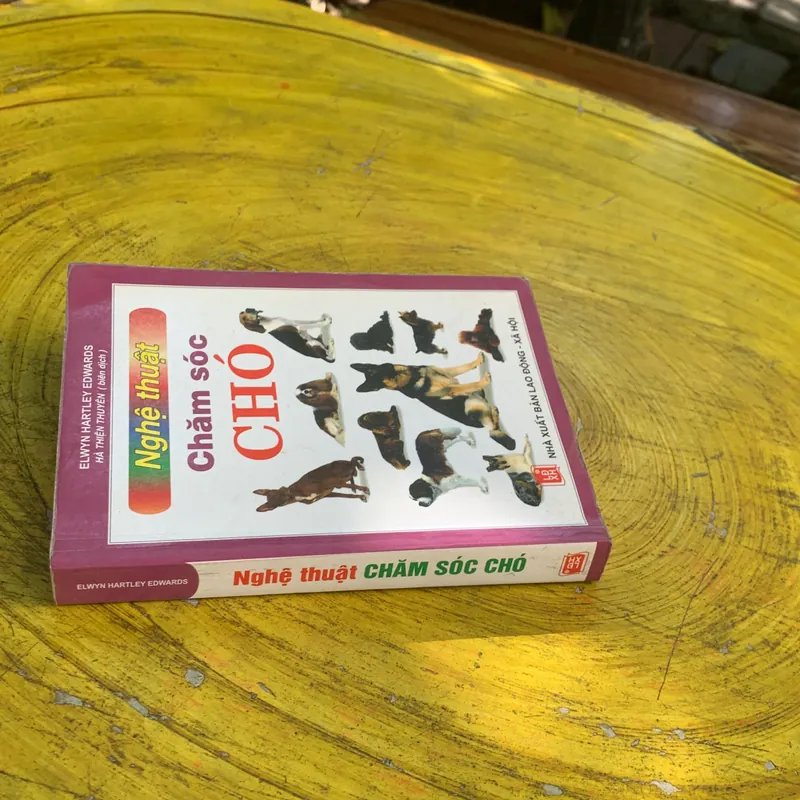 ELWYN HARTLEY EDWARDS
HÀ THIỆN THUYÊN ( biên dịch )
Nghệ thuật
Chăm sóc
CHÓ
NHÀ XUẤT BẢN LAO ĐỘNG - XÃ HỘI
ELWYN HARTLEY EDWARDS
Nghệ thuật CHĂM SÓC CHÓ